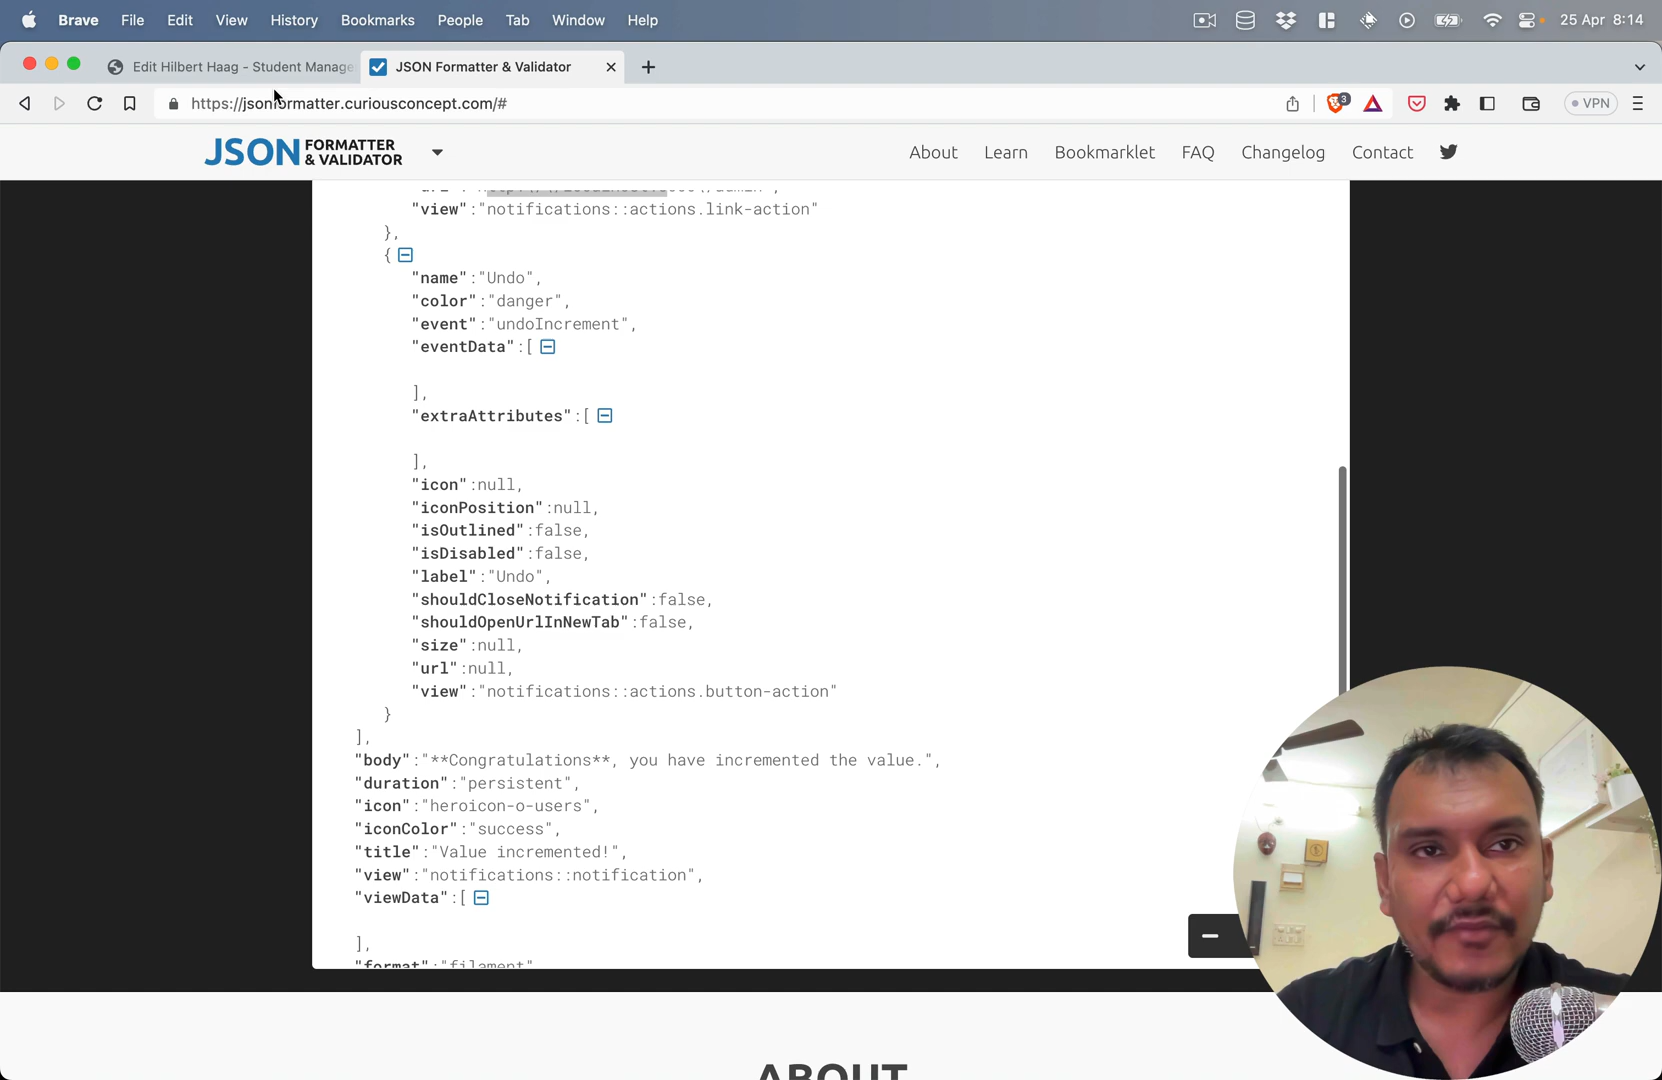 Brave File Edit View History Bookmarks People Tab Window Help 25 Apr 8:14
Edit Hilbert Haag - Student Manage JSON Formatter & Validator
https://jsonformatter.curiousconcept.com/# 3 VPN
JSON FORMATTER & VALIDATOR About Learn Bookmarklet FAQ Changelog Contact
"view":"notifications::actions.link-action"
},
{
"name":"Undo",
"color":"danger",
"event":"undoIncrement",
"eventData":[
],
"extraAttributes":[
],
"icon":null,
"iconPosition":null,
"isOutlined":false,
"isDisabled":false,
"label":"Undo",
"shouldCloseNotification":false,
"shouldOpenUrlInNewTab":false,
"size":null,
"url":null,
"view":"notifications::actions.button-action"
}
],
"body":"**Congratulations**, you have incremented the value.",
"duration":"persistent",
"icon":"heroicon-o-users",
"iconColor":"success",
"title":"Value incremented!",
"view":"notifications::notification",
"viewData":[
],
"format":"filament"
ABOUT